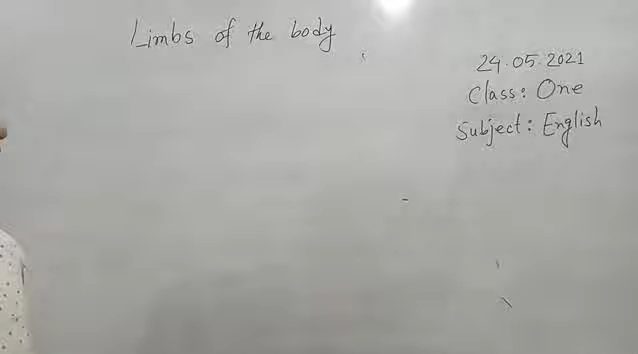 Limbs of the body
24.05.2021
Class: One
Subject: English